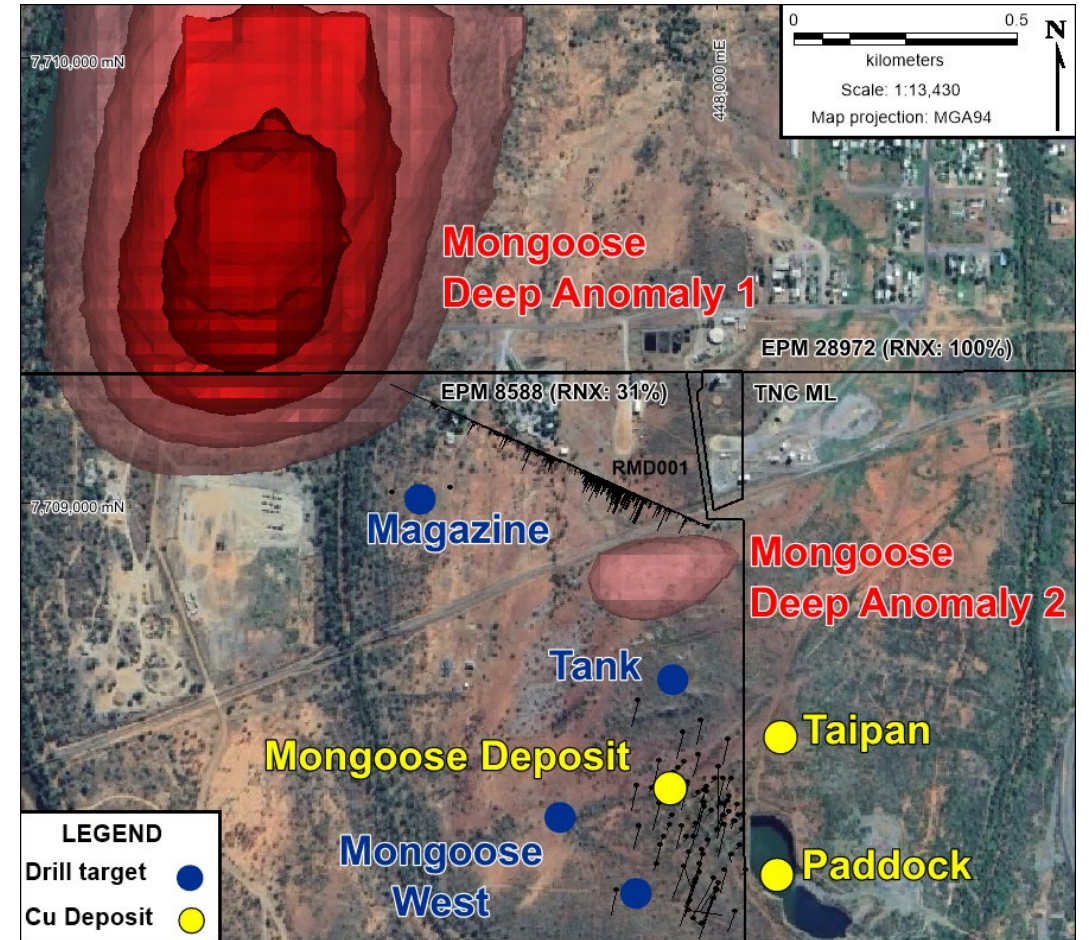 0 0.5
kilometers
Scale: 1:13,430
Map projection: MGA94
N
7,710,000 mN
448,000 mE
Mongoose
Deep Anomaly 1
EPM 28972 (RNX: 100%)
EPM 8588 (RNX: 31%)
TNC ML
RMD001
7,709,000 mN
Magazine
Mongoose
Deep Anomaly 2
Tank
Taipan
Mongoose Deposit
Mongoose
West
Paddock
LEGEND
Drill target
Cu Deposit